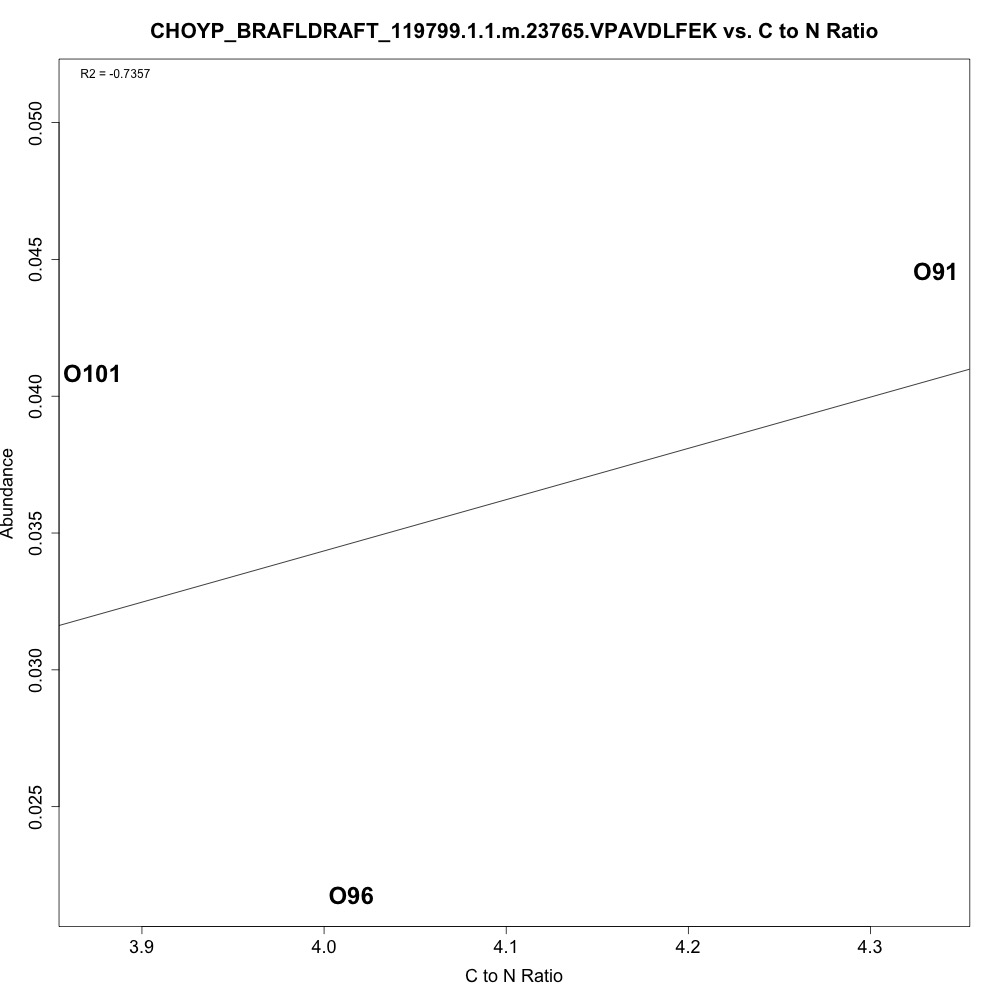 CHOYP_BRAFLDRAFT_119799.1.1.m.23765.VPAVDLFEK vs. C to N Ratio
R2 = -0.7357
0.050
0.045
O91
O101
0.040
Abundance
0.035
0.030
0.025
O96
3.9 4.0 4.1 4.2 4.3
C to N Ratio